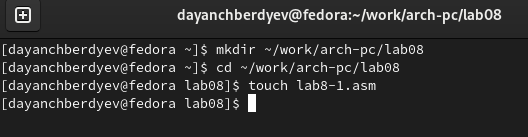 dayanchberdyev@fedora:~/work/arch-pc/lab08
[dayanchberdyev@fedora ~]$ mkdir ~/work/arch-pc/lab08
[dayanchberdyev@fedora ~]$ cd ~/work/arch-pc/lab08
[dayanchberdyev@fedora lab08]$ touch lab8-1.asm
[dayanchberdyev@fedora lab08]$